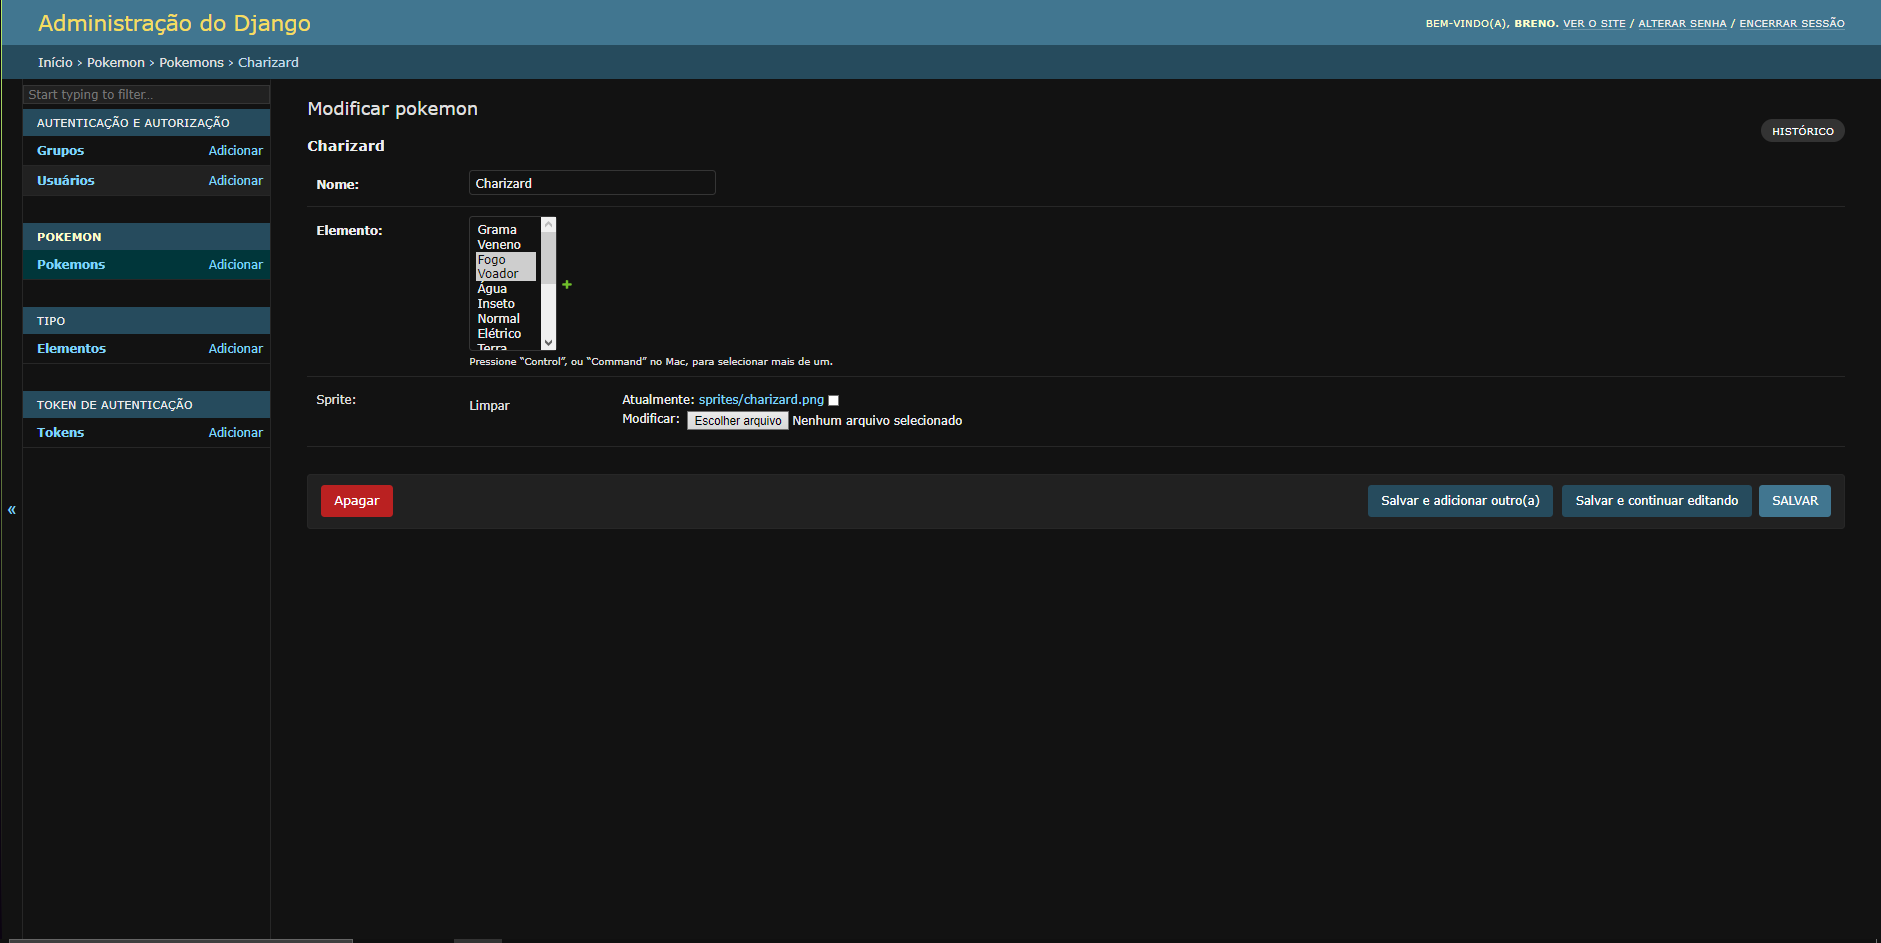 Administração do Django
BEM-VINDO(A), BRENO. VER O SITE / ALTERAR SENHA / ENCERRAR SESSÃO
Início › Pokemon › Pokemons › Charizard
Start typing to filter...
AUTENTICAÇÃO E AUTORIZAÇÃO
Grupos Adicionar
Usuários Adicionar
POKEMON
Pokemons Adicionar
TIPO
Elementos Adicionar
TOKEN DE AUTENTICAÇÃO
Tokens Adicionar
«
Modificar pokemon
HISTÓRICO
Charizard
Nome: Charizard
Elemento:
Grama
Veneno
Fogo
Voador
Água
Inseto
Normal
Elétrico
Terra
+
Pressione “Control”, ou “Command” no Mac, para selecionar mais de um.
Sprite:
Limpar
Atualmente: sprites/charizard.png
Modificar: Escolher arquivo Nenhum arquivo selecionado
Apagar
Salvar e adicionar outro(a) Salvar e continuar editando SALVAR